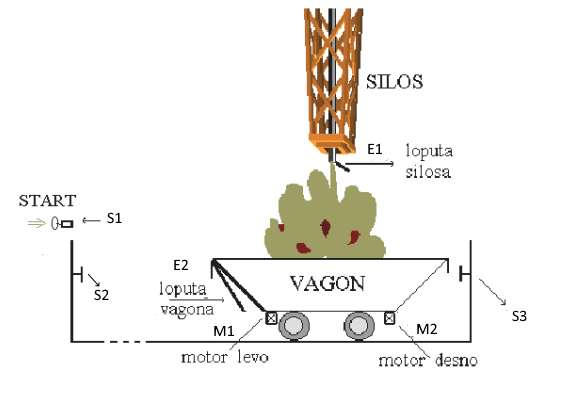 SILOS
E1
loputa
silosa
START
S1
S2
E2
loputa
vagona
VAGON
S3
M1
M2
motor levo
motor desno